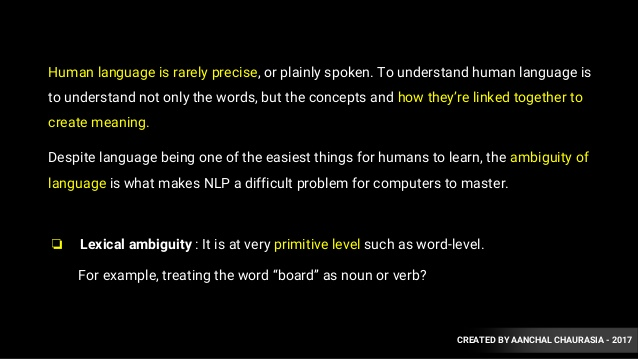 Human language is rarely precise, or plainly spoken. To understand human language is
to understand not only the words, but the concepts and how they’re linked together to
create meaning.
Despite language being one of the easiest things for humans to learn, the ambiguity of
language is what makes NLP a difficult problem for computers to master.
❏ Lexical ambiguity : It is at very primitive level such as word-level.
For example, treating the word “board” as noun or verb?
CREATED BY AANCHAL CHAURASIA - 2017